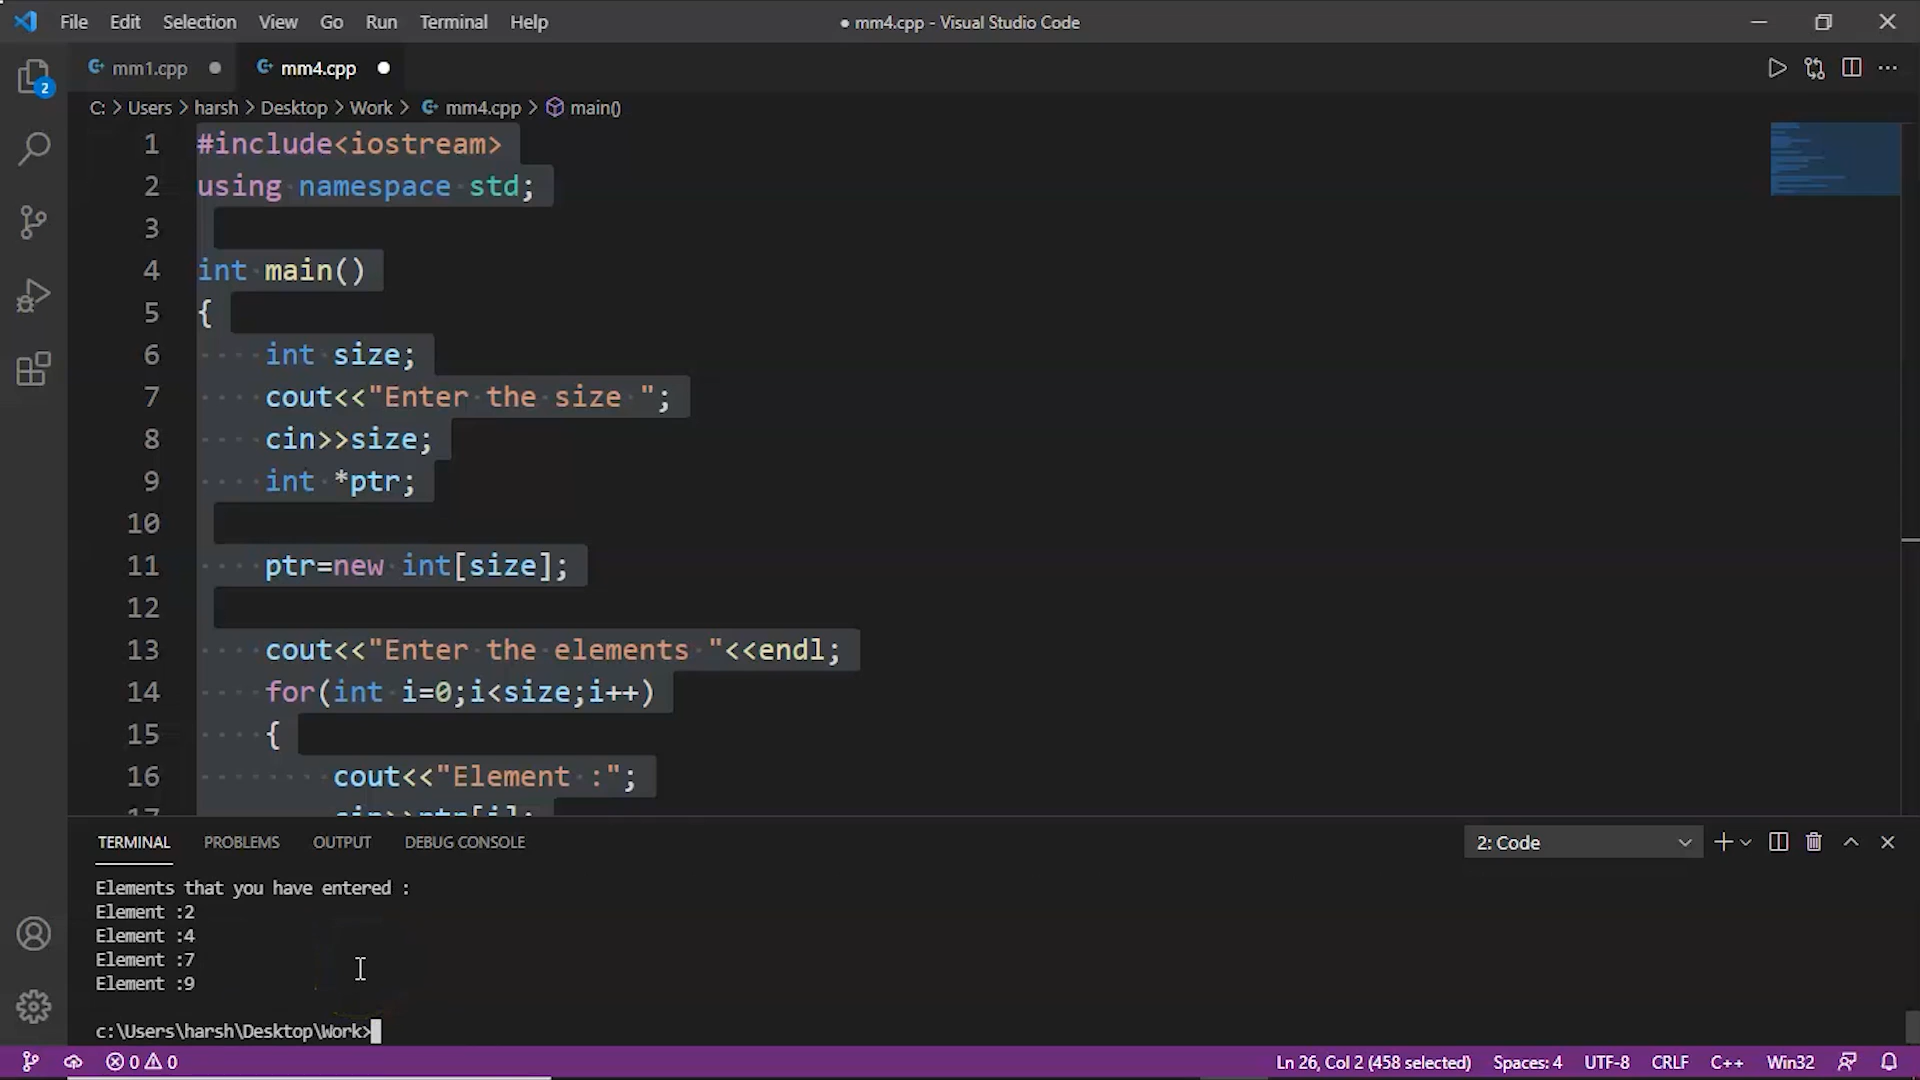 File Edit Selection View Go Run Terminal Help ● mm4.cpp - Visual Studio Code
mm1.cpp mm4.cpp
C: > Users > harsh > Desktop > Work > mm4.cpp > main()
1 #include<iostream>
2 using namespace std;
3
4 int main()
5 {
6 int size;
7 cout<<"Enter the size ";
8 cin>>size;
9 int *ptr;
10
11 ptr=new int[size];
12
13 cout<<"Enter the elements "<<endl;
14 for(int i=0;i<size;i++)
15 {
16 cout<<"Element :";
17 cin>>ptr[i];
TERMINAL PROBLEMS OUTPUT DEBUG CONSOLE 2: Code
Elements that you have entered :
Element :2
Element :4
Element :7
Element :9
c:\Users\harsh\Desktop\Work>
0 0 Ln 26, Col 2 (458 selected) Spaces: 4 UTF-8 CRLF C++ Win32
2